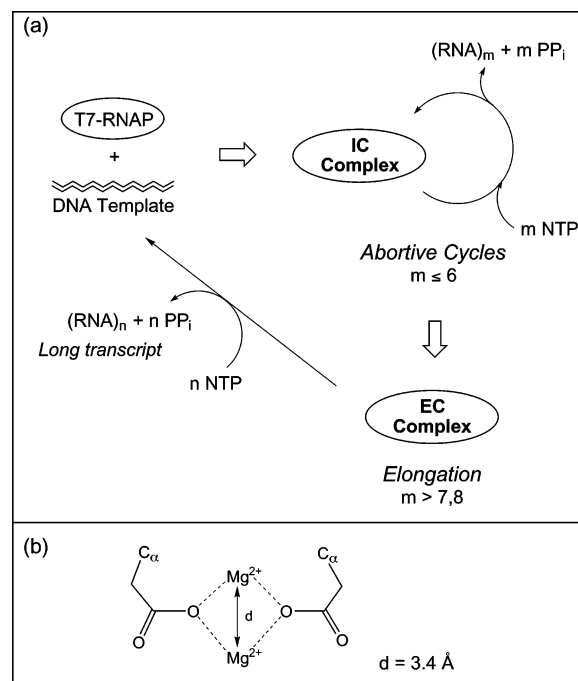 (a)
(RNA)m + m PPi
T7-RNAP
+
DNA Template
IC
Complex
m NTP
Abortive Cycles
m ≤ 6
(RNA)n + n PPi
Long transcript
n NTP
EC
Complex
Elongation
m > 7,8
(b)
Cα
Cα
Mg2+
O
O
d
O
O
Mg2+
d = 3.4 Å